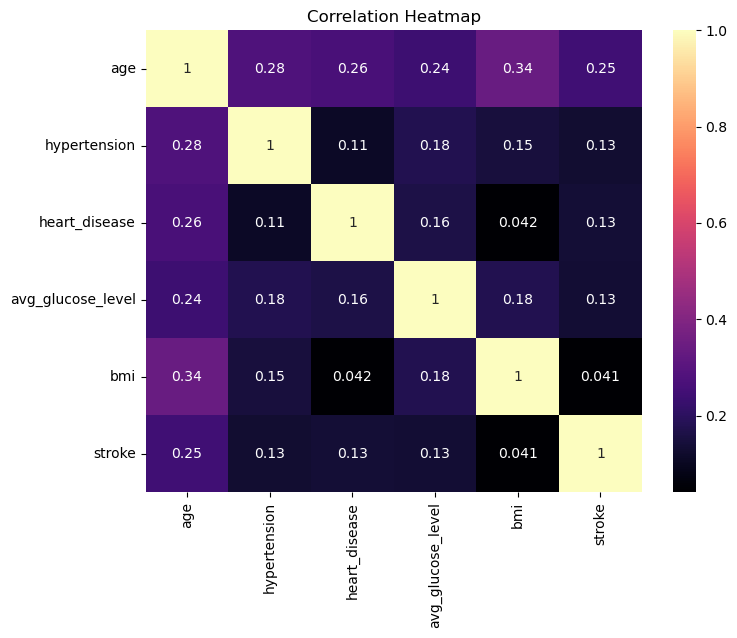 Correlation Heatmap
age 1 0.28 0.26 0.24 0.34 0.25
hypertension 0.28 1 0.11 0.18 0.15 0.13
heart_disease 0.26 0.11 1 0.16 0.042 0.13
avg_glucose_level 0.24 0.18 0.16 1 0.18 0.13
bmi 0.34 0.15 0.042 0.18 1 0.041
stroke 0.25 0.13 0.13 0.13 0.041 1
age hypertension heart_disease avg_glucose_level bmi stroke
1.0
0.8
0.6
0.4
0.2